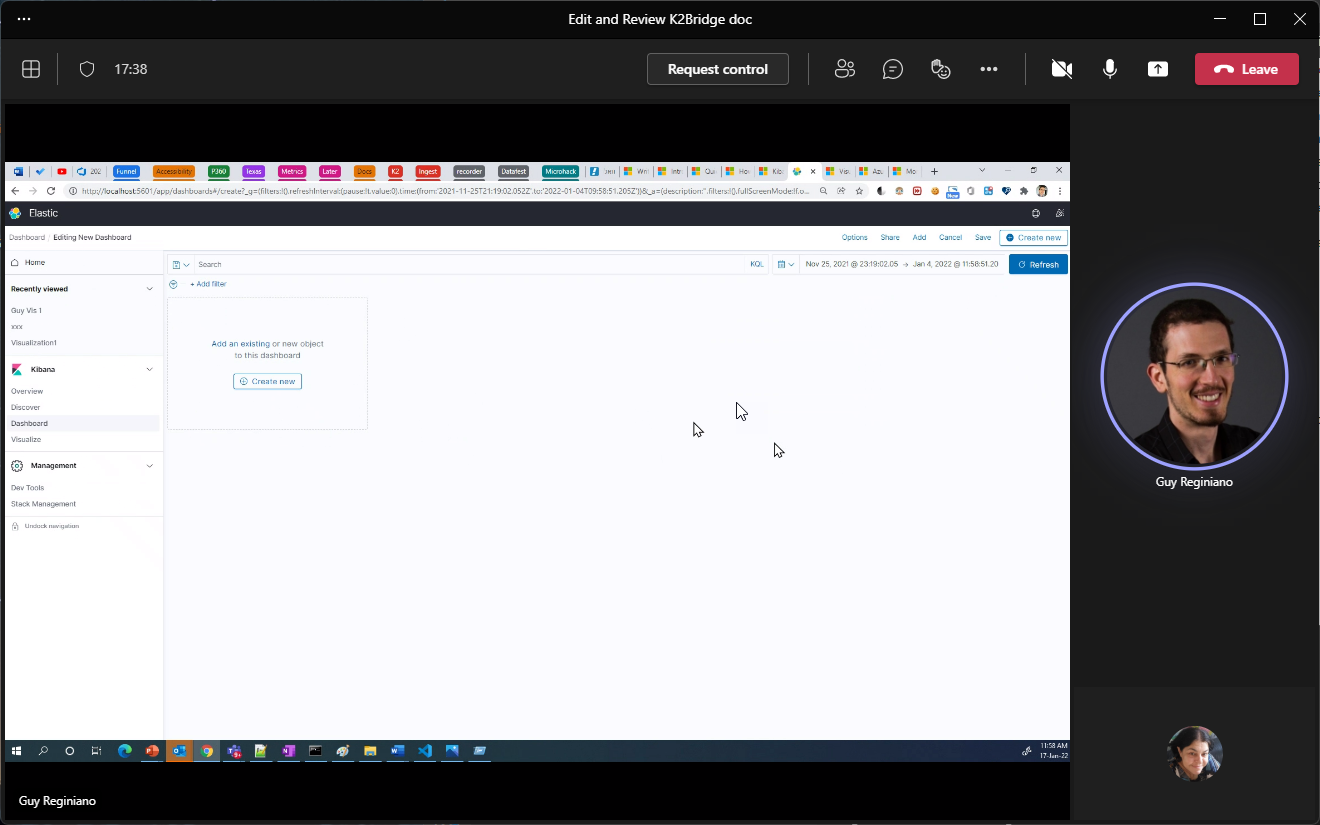 Edit and Review K2Bridge doc
17:38
Request control
Leave
202
Funnel
Accessibility
P360
Texas
Metrics
Later
Docs
K2
Ingest
recorder
Datafest
Microhack
Wri
Intr
Qui
Hov
Kib
Visu
Azu
Mo
http://localhost:5601/app/dashboards#/create?_g=(filters:!(),refreshInterval:(pause:!t,value:0),time:(from:'2021-11-25T21:19:02.052Z',to:'2022-01-04T09:58:51.205Z'))&_a=(description:'',filters:!(),fullScreenMode:!f,o...
New
Elastic
Dashboard / Editing New Dashboard
Options
Share
Add
Cancel
Save
Create new
Home
Search
KQL
Nov 25, 2021 @ 23:19:02.05 → Jan 4, 2022 @ 11:58:51.20
Refresh
+ Add filter
Recently viewed
Guy Vis 1
xxx
Visualization1
Add an existing or new object
to this dashboard
Create new
Kibana
Overview
Discover
Dashboard
Visualize
Management
Dev Tools
Stack Management
Undock navigation
11:58 AM
17-Jan-22
Guy Reginiano
Guy Reginiano